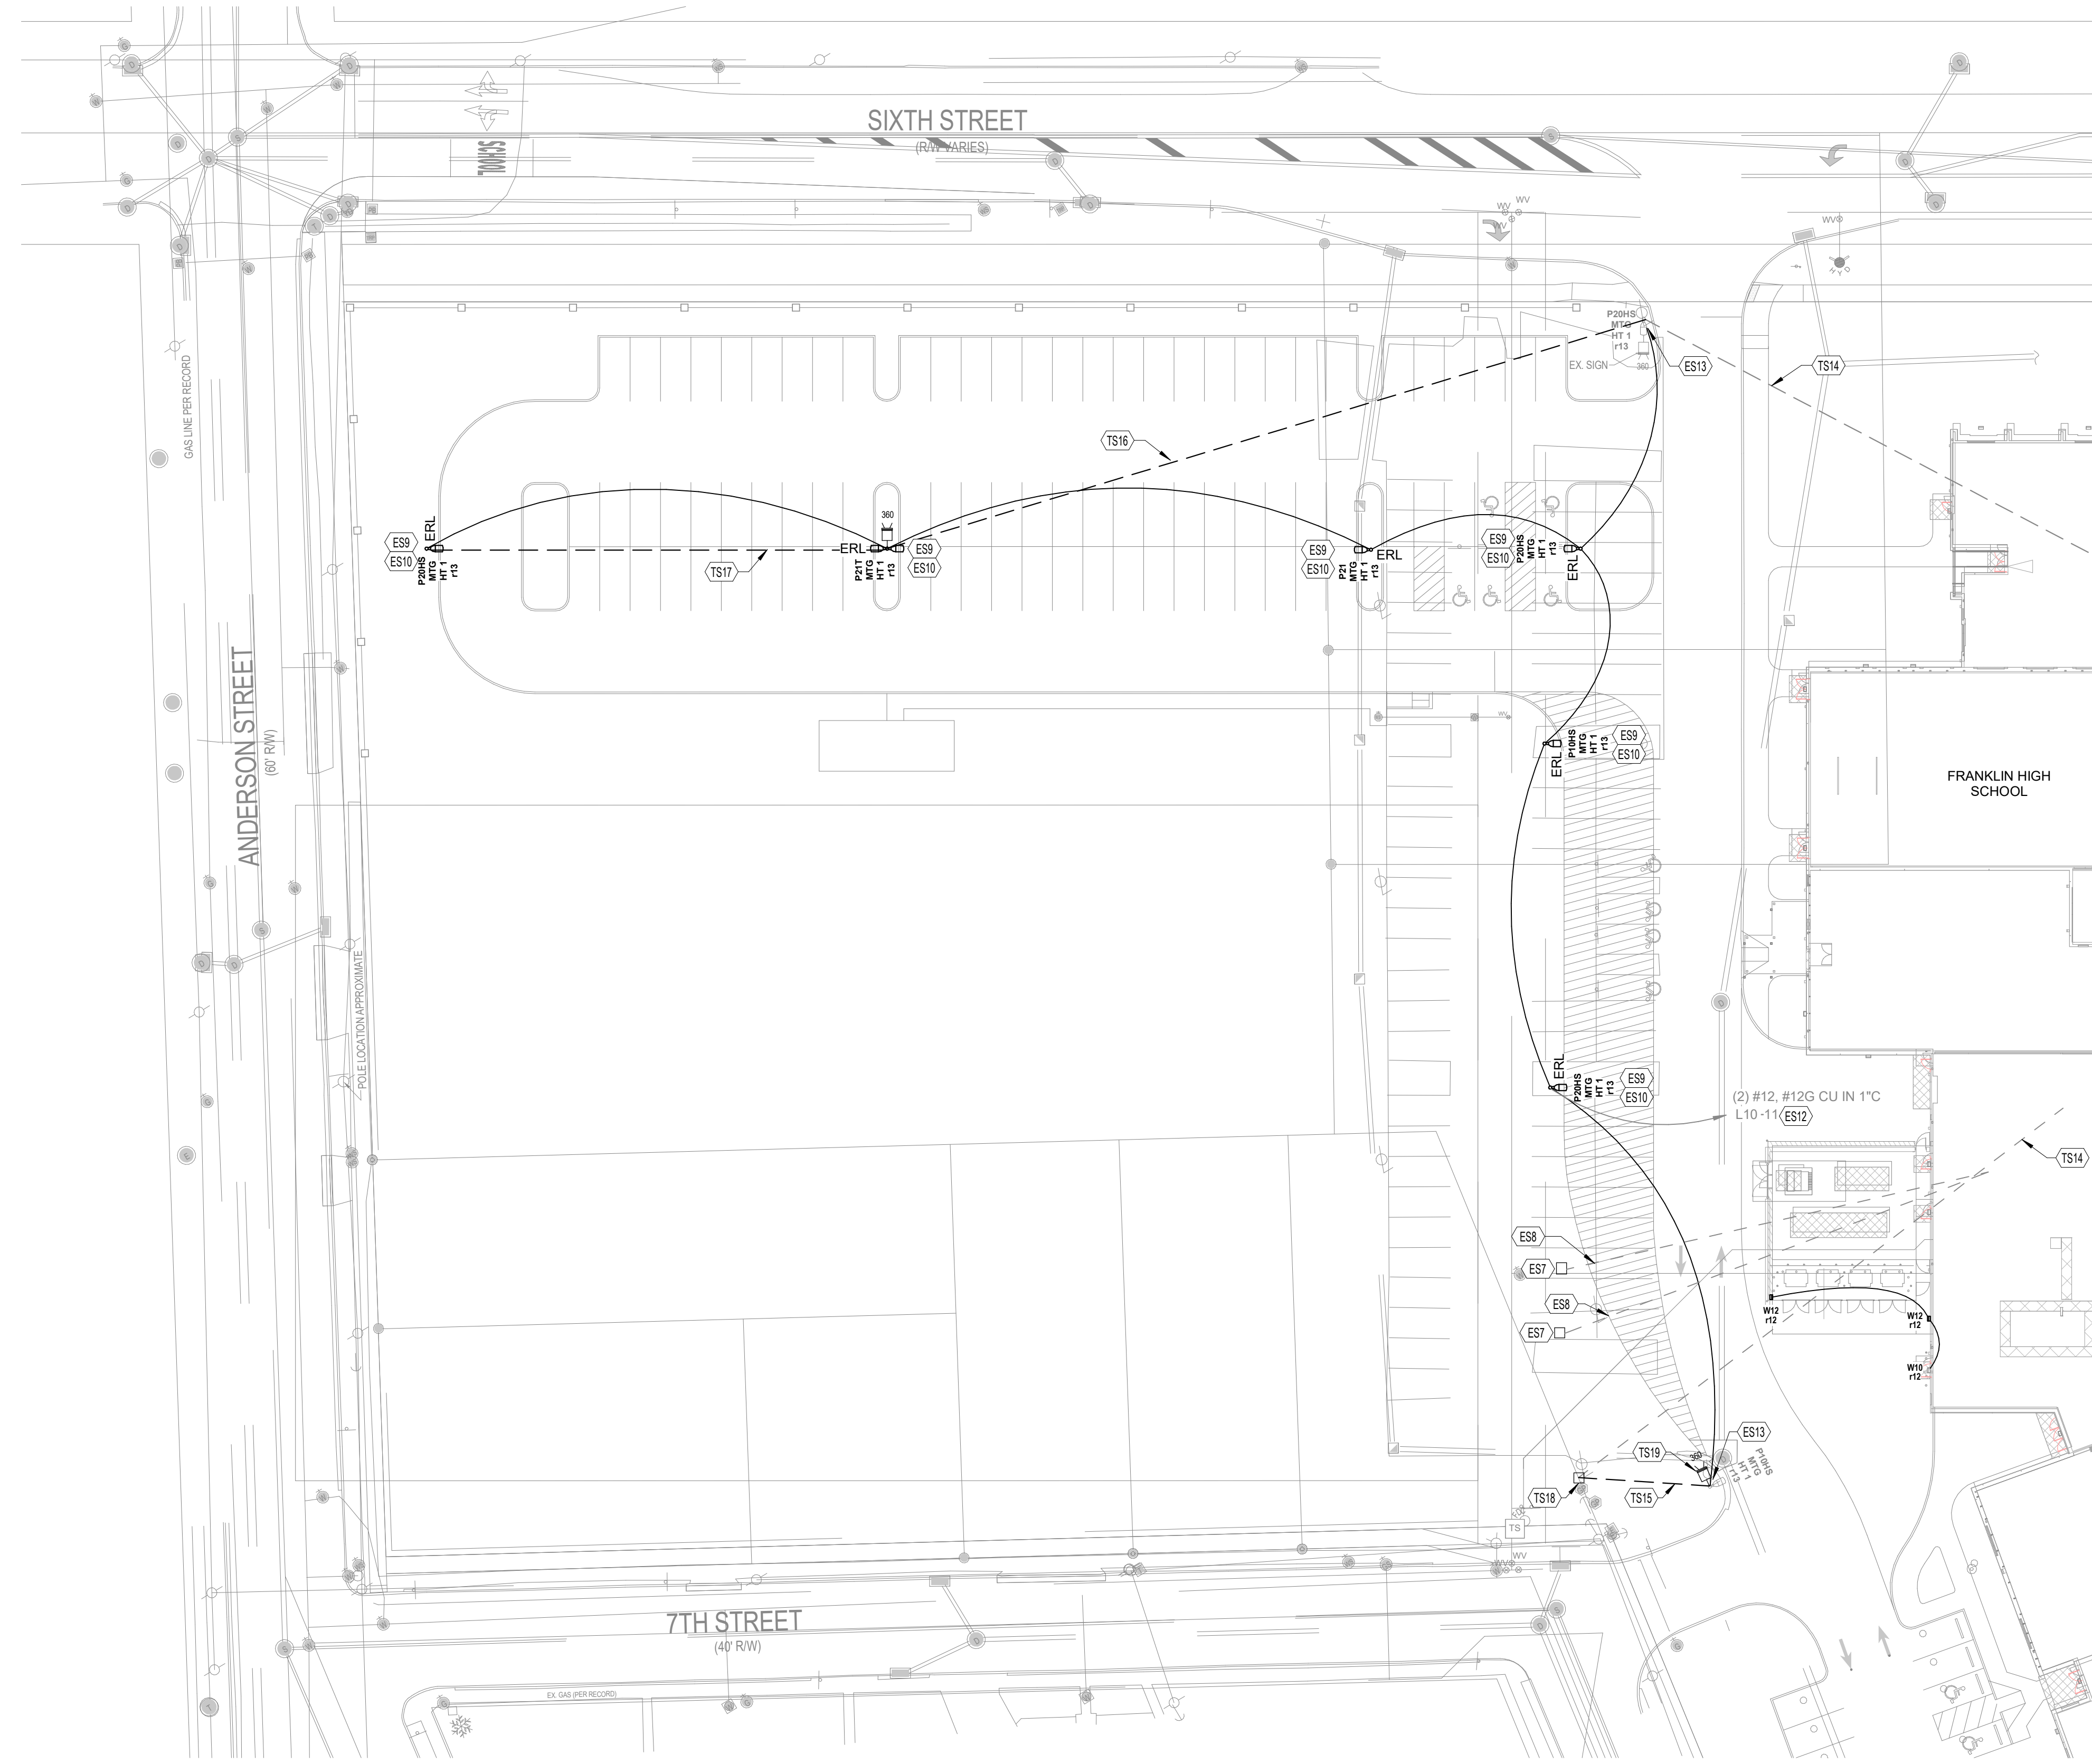 SIXTH STREET
(R/W VARIES)
SCHOOL
WV
WV
WV
WV
HYD
GAS LINE PER RECORD
P20HS
MTG
HT 1
r13
EX. SIGN
360
ES13
TS14
TS16
360
ES9
ES10
ERL
P20HS
MTG
HT 1
r13
TS17
ERL
P21T
MTG
HT 1
r13
ES9
ES10
ES9
ES10
ERL
P21
MTG
HT 1
r13
ES9
ES10
P20HS
MTG
HT 1
r13
ERL
WV
ERL
P10HS
MTG
HT 1
r13
ES9
ES10
ANDERSON STREET
(60' R/W)
FRANKLIN HIGH
SCHOOL
POLE LOCATION APPROXIMATE
ERL
P20HS
MTG
HT 1
r13
ES9
ES10
(2) #12, #12G CU IN 1"C
L10-11
ES12
TS14
ES8
ES7
ES8
ES7
W12
r12
W12
r12
W10
r12
ES13
TS19
360
P10HS
MTG
HT 1
r13
TS18
TS15
TS
WV
WV
7TH STREET
(40' R/W)
EX. GAS (PER RECORD)